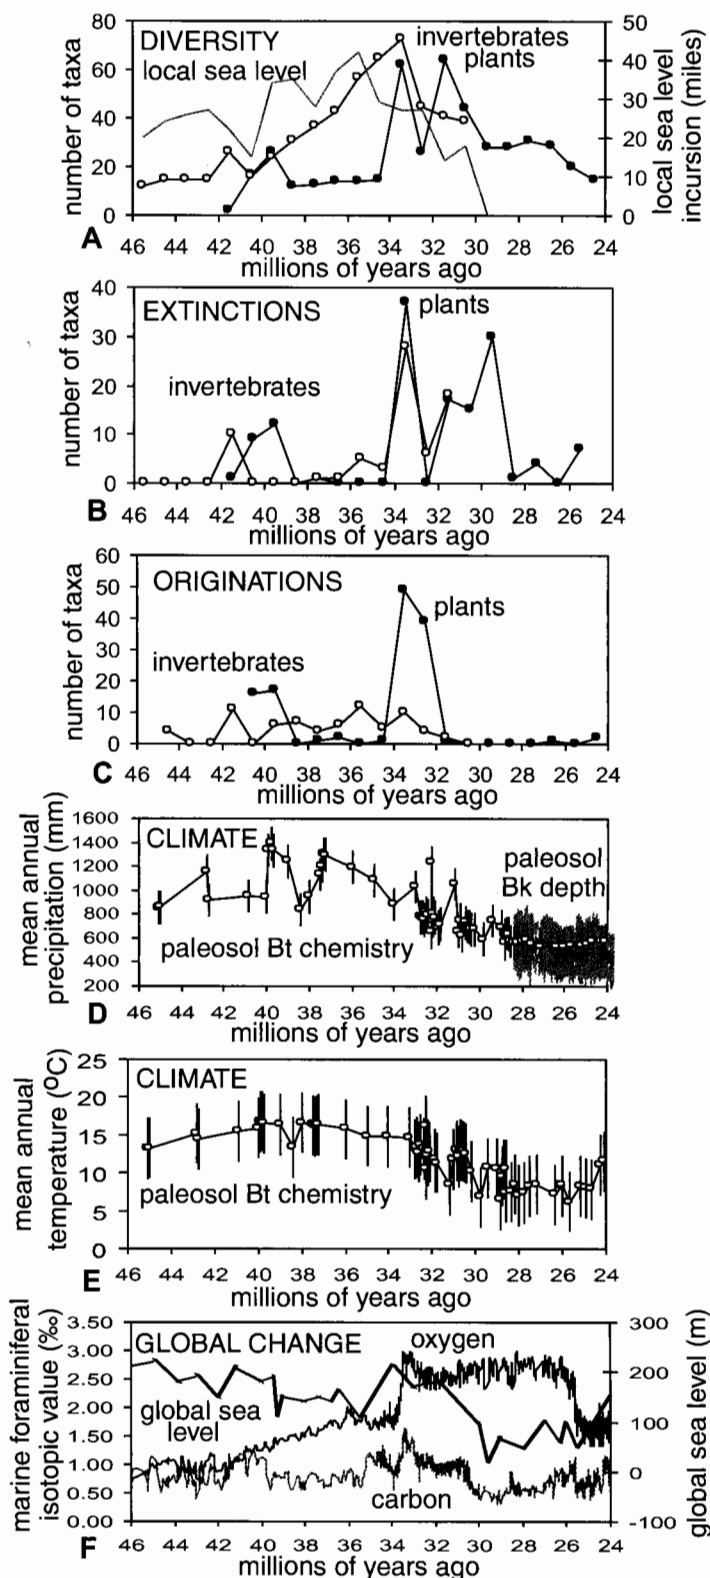 80
60
40
20
0
number of taxa
DIVERSITY
local sea level
invertebrates
plants
50
40
30
20
10
0
local sea level
incursion (miles)
A
46 44 42 40 38 36 34 32 30 28 26 24
millions of years ago
40
30
20
10
0
number of taxa
EXTINCTIONS
plants
invertebrates
B
46 44 42 40 38 36 34 32 30 28 26 24
millions of years ago
60
50
40
30
20
10
0
number of taxa
ORIGINATIONS
plants
invertebrates
C
46 44 42 40 38 36 34 32 30 28 26 24
millions of years ago
1600
1400
1200
1000
800
600
400
200
mean annual
precipitation (mm)
CLIMATE
paleosol
Bk depth
paleosol Bt chemistry
D
46 44 42 40 38 36 34 32 30 28 26 24
millions of years ago
25
20
15
10
5
0
mean annual
temperature (°C)
CLIMATE
paleosol Bt chemistry
E
46 44 42 40 38 36 34 32 30 28 26 24
millions of years ago
3.50
3.00
2.50
2.00
1.50
1.00
0.50
0.00
marine foraminiferal
isotopic value (‰)
GLOBAL CHANGE
oxygen
global sea
level
carbon
300
200
100
0
-100
global sea level (m)
F
46 44 42 40 38 36 34 32 30 28 26 24
millions of years ago